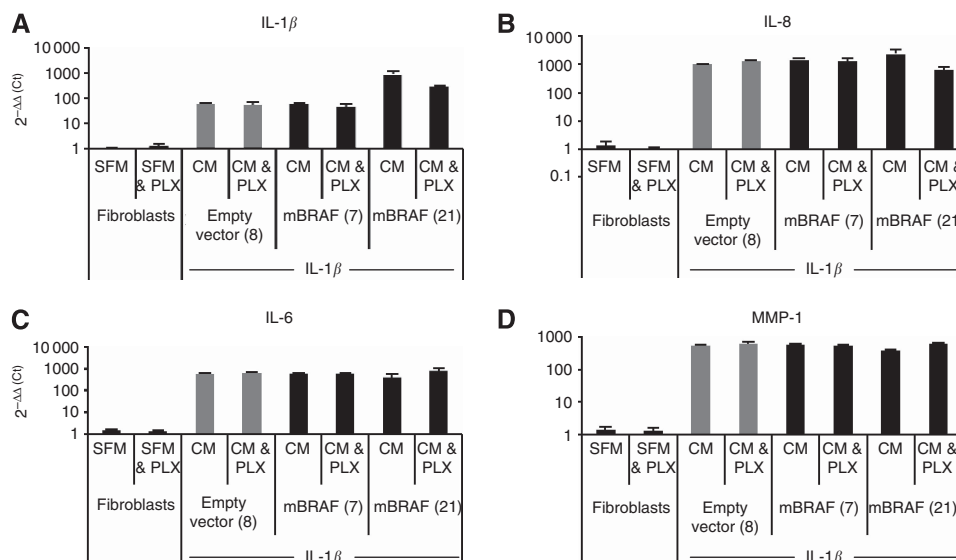 A
IL-1β
2−ΔΔ (Ct)
10 000
1000
100
10
1
SFM
SFM & PLX
CM
CM & PLX
CM
CM & PLX
CM
CM & PLX
Fibroblasts
Empty vector (8)
mBRAF (7)
mBRAF (21)
IL-1β
B
IL-8
10 000
1000
100
10
1
0.1
SFM
SFM & PLX
CM
CM & PLX
CM
CM & PLX
CM
CM & PLX
Fibroblasts
Empty vector (8)
mBRAF (7)
mBRAF (21
IL-1β
C
IL-6
2−ΔΔ (Ct)
10 000
1000
100
10
1
SFM
SFM & PLX
CM
CM & PLX
CM
CM & PLX
CM
CM & PLX
Fibroblasts
Empty vector (8)
mBRAF (7)
mBRAF (21)
IL-1β
D
MMP-1
1000
100
10
1
SFM
SFM & PLX
CM
CM & PLX
CM
CM & PLX
CM
CM & PLX
Fibroblasts
Empty vector (8)
mBRAF (7)
mBRAF (21)
IL-1β